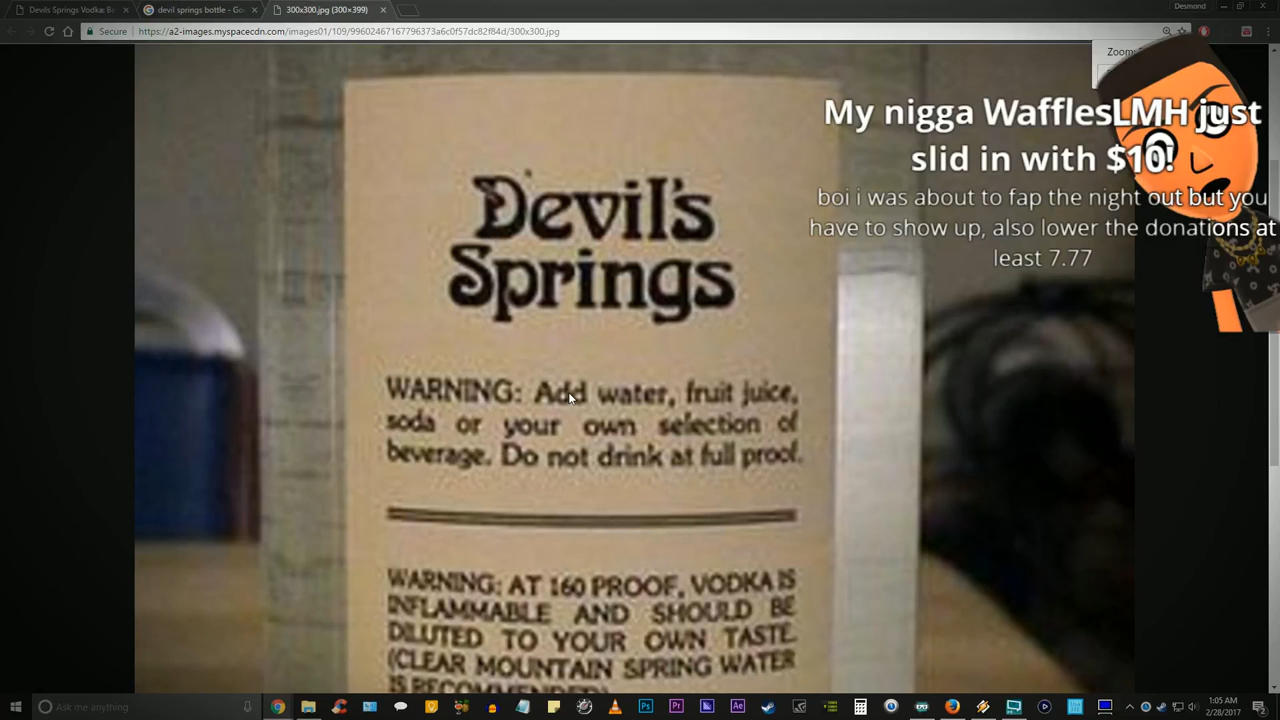 Devils Springs Vodka: B
devil springs bottle - Go
300x300.jpg (300×399)
Desmond
Secure
https://a2-images.myspacecdn.com/images01/109/99602467167796373a6c0f57dc82f84d/300x300.jpg
Zoom:
My nigga WafflesLMH just
slid in with $10!
boi i was about to fap the night out but you
have to show up, also lower the donations at
least 7.77
Devil's
Springs
WARNING: Add water, fruit juice,
soda or your own selection of
beverage. Do not drink at full proof.
WARNING: AT 160 PROOF, VODKA IS
INFLAMMABLE AND SHOULD BE
DILUTED TO YOUR OWN TASTE.
(CLEAR MOUNTAIN SPRING WATER
IS RECOMMENDED)
Ask me anything
1:05 AM
2/28/2017